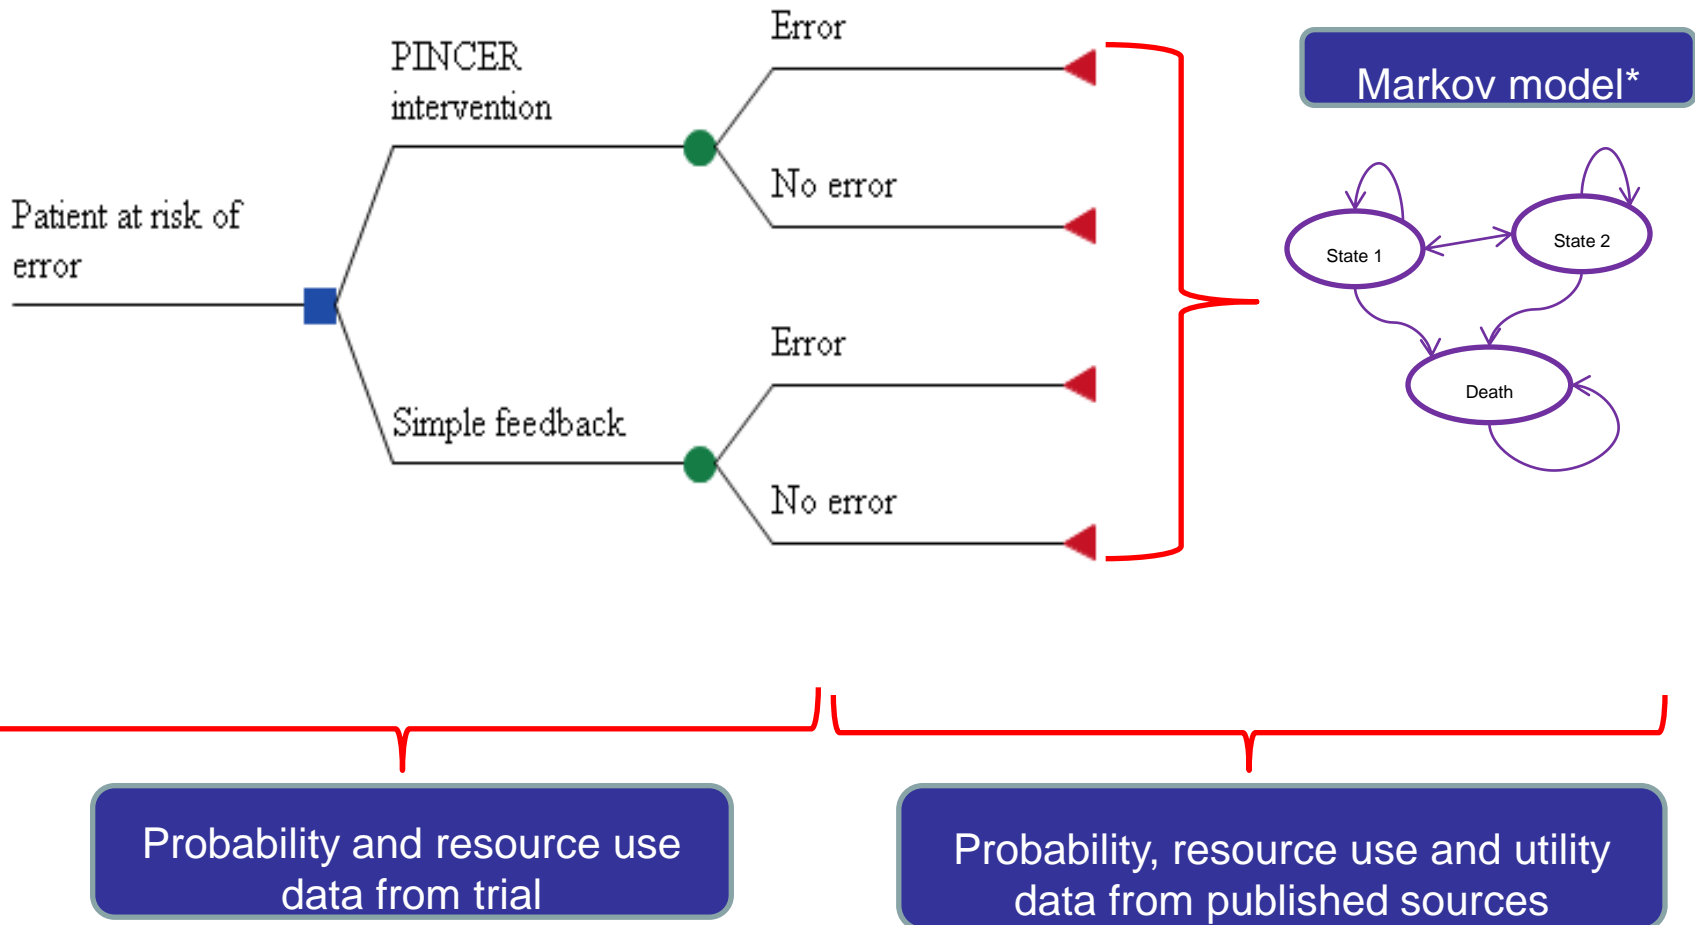 Error
PINCER
intervention
Markov model*
No error
Patient at risk of
error
State 1
State 2
Error
Death
Simple feedback
No error
Probability and resource use
data from trial
Probability, resource use and utility
data from published sources